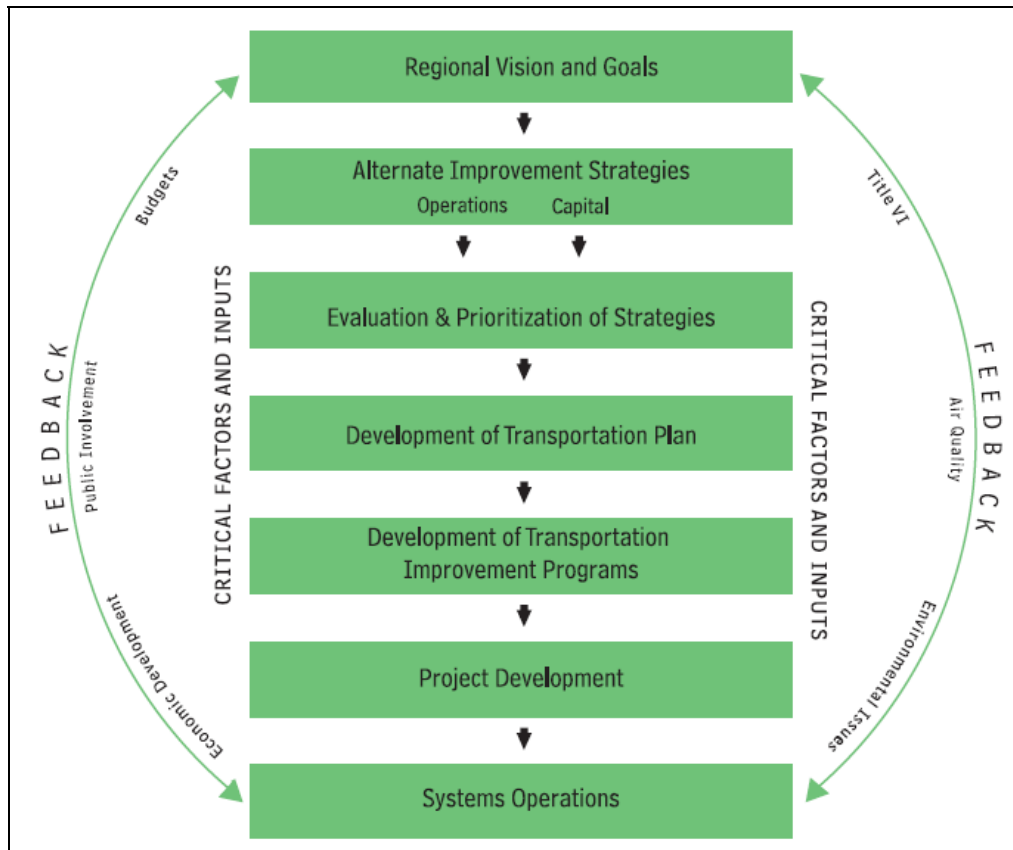 Regional Vision and Goals
Alternate Improvement Strategies
Operations Capital
Evaluation & Prioritization of Strategies
Development of Transportation Plan
Development of Transportation
Improvement Programs
Project Development
Systems Operations
FEEDBACK
Budgets
Public Involvement
Economic Development
CRITICAL FACTORS AND INPUTS
CRITICAL FACTORS AND INPUTS
Title VI
Air Quality
Environmental Issues
FEEDBACK